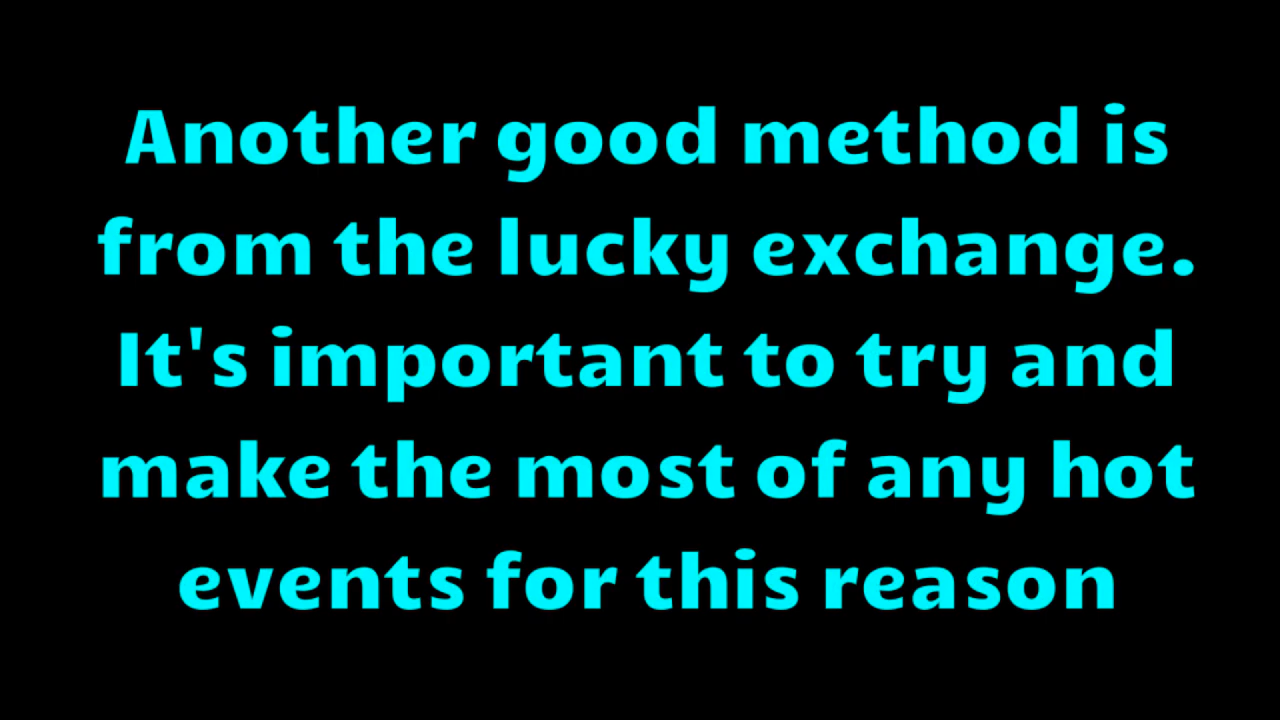 Another good method is
from the lucky exchange.
It's important to try and
make the most of any hot
events for this reason